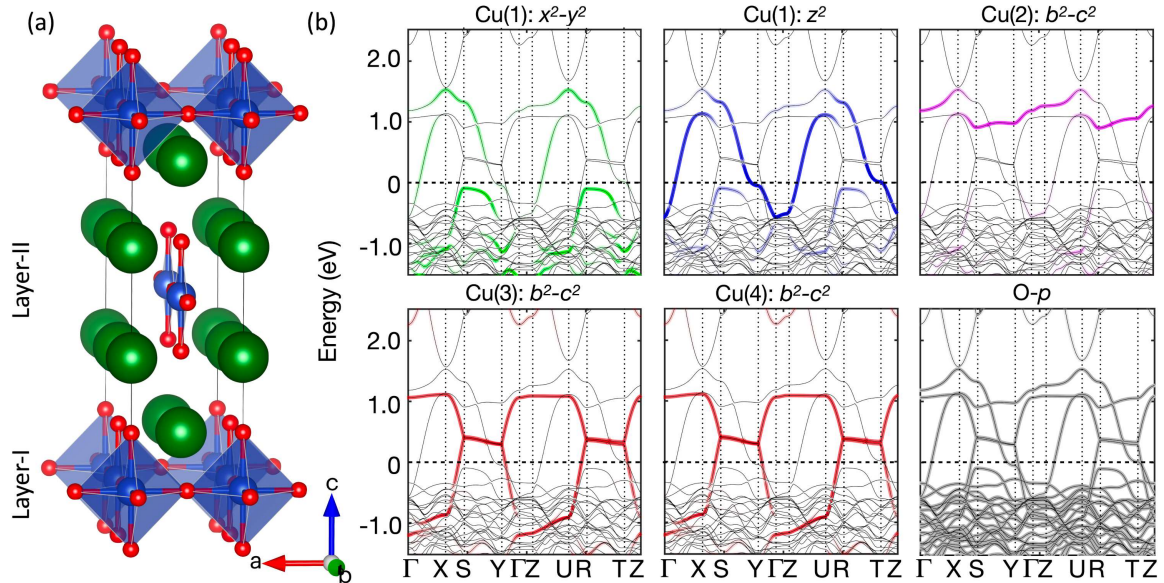 (a)
Layer-II
Layer-I
c
a
b
(b)
Energy (eV)
Cu(1): x²-y²
Cu(1): z²
Cu(2): b²-c²
2.0
1.0
0
-1.0
Cu(3): b²-c²
Cu(4): b²-c²
O-p
2.0
1.0
0
-1.0
Γ X S Y Γ Z U R T Z
Γ X S Y Γ Z U R T Z
Γ X S Y Γ Z U R T Z